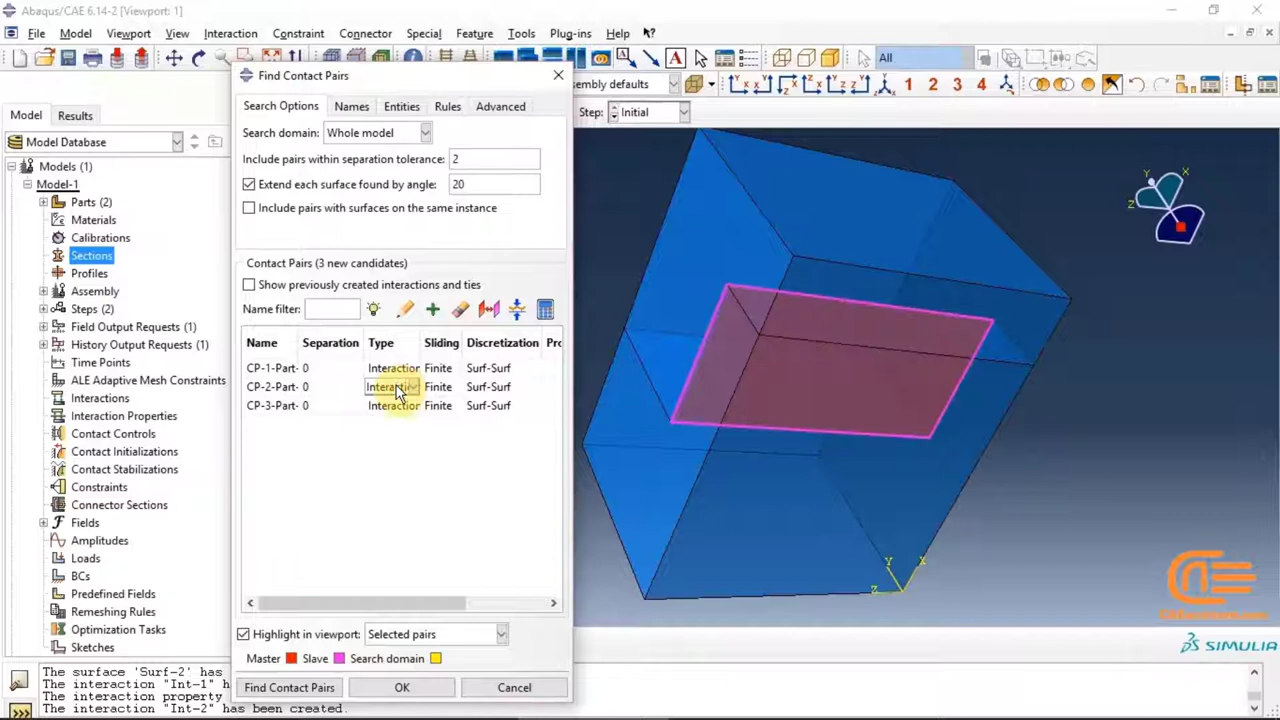 Abaqus/CAE 6.14-2 [Viewport: 1]
File Model Viewport View Interaction Constraint Connector Special Feature Tools Plug-ins Help
All
Assembly defaults
1 2 3 4
Model Results
Step: Initial
Model Database
Models (1)
Model-1
Parts (2)
Materials
Calibrations
Sections
Profiles
Assembly
Steps (2)
Field Output Requests (1)
History Output Requests (1)
Time Points
ALE Adaptive Mesh Constraints
Interactions
Interaction Properties
Contact Controls
Contact Initializations
Contact Stabilizations
Constraints
Connector Sections
Fields
Amplitudes
Loads
BCs
Predefined Fields
Remeshing Rules
Optimization Tasks
Sketches
Find Contact Pairs
Search Options Names Entities Rules Advanced
Search domain: Whole model
Include pairs within separation tolerance: 2
Extend each surface found by angle: 20
Include pairs with surfaces on the same instance
Contact Pairs (3 new candidates)
Show previously created interactions and ties
Name filter:
Name Separation Type Sliding Discretization
CP-1-Part- 0 Interaction Finite Surf-Surf
CP-2-Part- 0 Finite Surf-Surf
CP-3-Part- 0 Interaction Finite Surf-Surf
Highlight in viewport: Selected pairs
Master Slave Search domain
Find Contact Pairs OK Cancel
Y X
Z
Y X
Z
SIMULIA
The surface 'Surf-2' has
The interaction "Int-1" h
The interaction property
The interaction "Int-2" has been created.